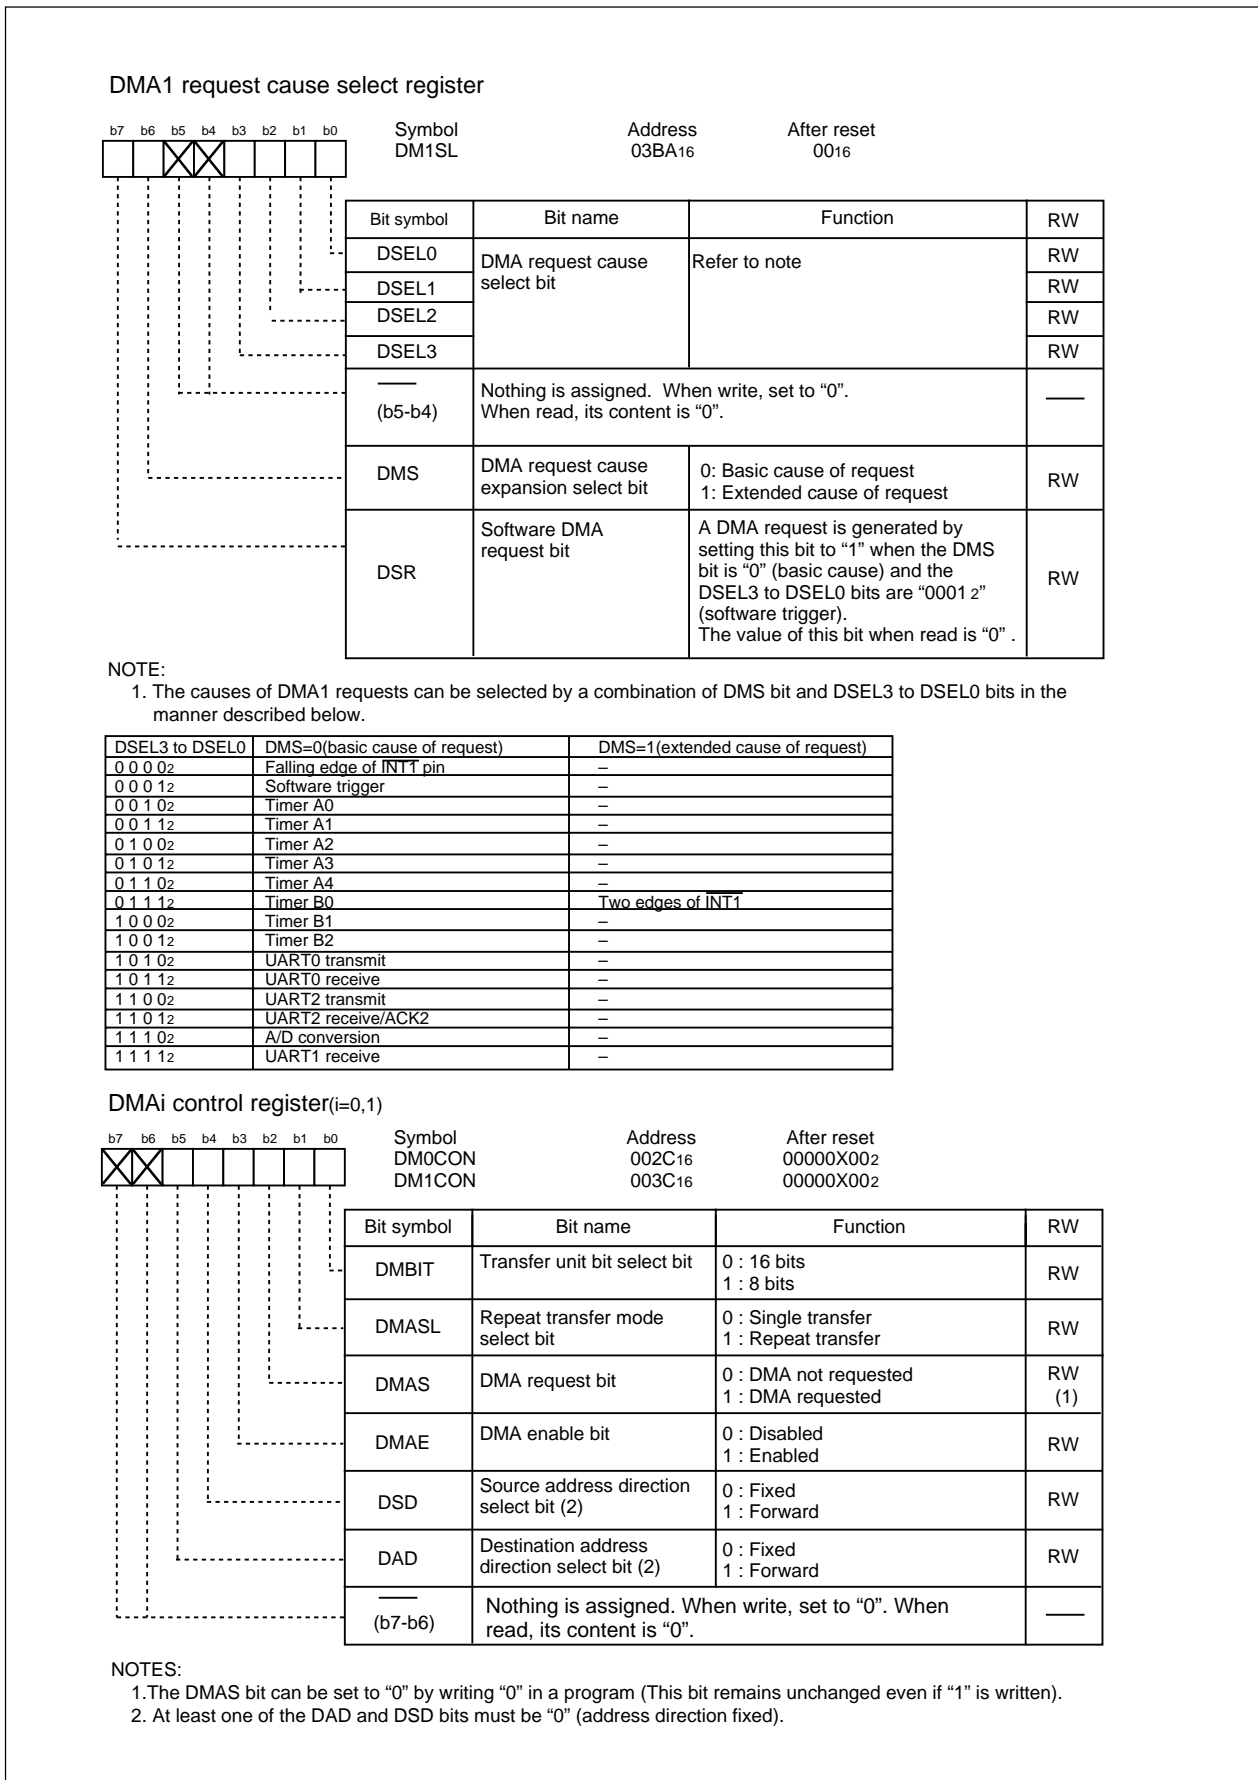 DMA1 request cause select register
b7 b6 b5 b4 b3 b2 b1 b0
Symbol Address After reset
DM1SL 03BA16 0016
Bit symbol Bit name Function RW
DSEL0 DMA request cause select bit Refer to note RW
DSEL1 RW
DSEL2 RW
DSEL3 RW
(b5-b4) Nothing is assigned. When write, set to “0”.
When read, its content is “0”.
DMS DMA request cause expansion select bit 0: Basic cause of request
1: Extended cause of request RW
DSR Software DMA request bit A DMA request is generated by
setting this bit to “1” when the DMS
bit is “0” (basic cause) and the
DSEL3 to DSEL0 bits are “0001 2”
(software trigger).
The value of this bit when read is “0” . RW
NOTE:
1. The causes of DMA1 requests can be selected by a combination of DMS bit and DSEL3 to DSEL0 bits in the
manner described below.
DSEL3 to DSEL0 DMS=0(basic cause of request) DMS=1(extended cause of request)
0 0 0 02 Falling edge of INT1 pin –
0 0 0 12 Software trigger –
0 0 1 02 Timer A0 –
0 0 1 12 Timer A1 –
0 1 0 02 Timer A2 –
0 1 0 12 Timer A3 –
0 1 1 02 Timer A4 –
0 1 1 12 Timer B0 Two edges of INT1
1 0 0 02 Timer B1 –
1 0 0 12 Timer B2 –
1 0 1 02 UART0 transmit –
1 0 1 12 UART0 receive –
1 1 0 02 UART2 transmit –
1 1 0 12 UART2 receive/ACK2 –
1 1 1 02 A/D conversion –
1 1 1 12 UART1 receive –
DMAi control register(i=0,1)
b7 b6 b5 b4 b3 b2 b1 b0
Symbol Address After reset
DM0CON 002C16 00000X002
DM1CON 003C16 00000X002
Bit symbol Bit name Function RW
DMBIT Transfer unit bit select bit 0 : 16 bits
1 : 8 bits RW
DMASL Repeat transfer mode select bit 0 : Single transfer
1 : Repeat transfer RW
DMAS DMA request bit 0 : DMA not requested
1 : DMA requested RW (1)
DMAE DMA enable bit 0 : Disabled
1 : Enabled RW
DSD Source address direction select bit (2) 0 : Fixed
1 : Forward RW
DAD Destination address direction select bit (2) 0 : Fixed
1 : Forward RW
(b7-b6) Nothing is assigned. When write, set to “0”. When
read, its content is “0”.
NOTES:
1.The DMAS bit can be set to “0” by writing “0” in a program (This bit remains unchanged even if “1” is written).
2. At least one of the DAD and DSD bits must be “0” (address direction fixed).